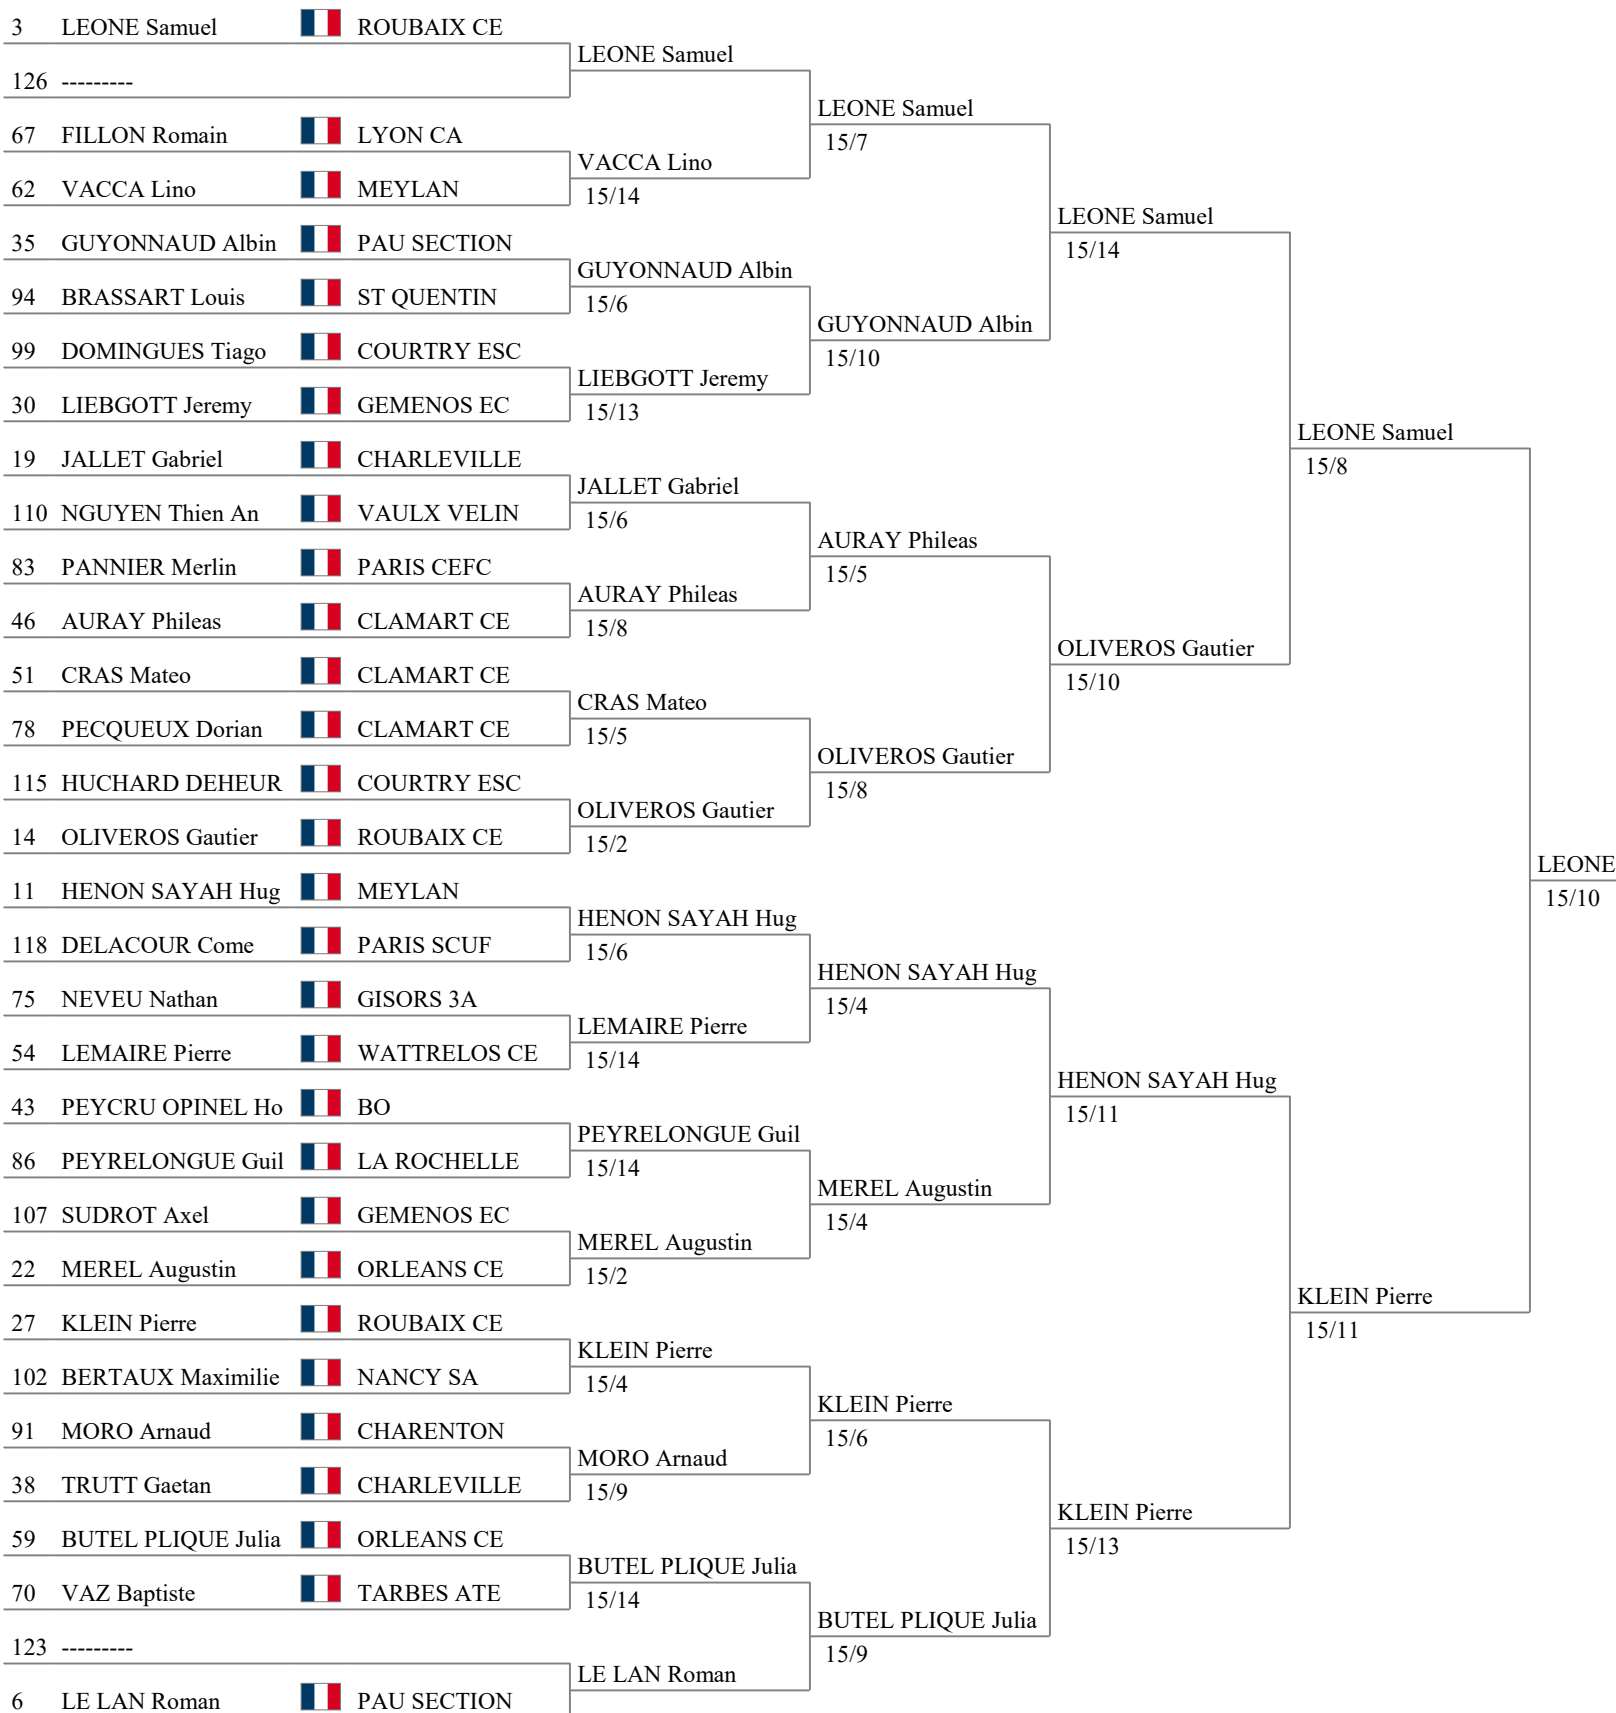 3 LEONE Samuel ROUBAIX CE
LEONE Samuel
126 ---------
LEONE Samuel
15/7
67 FILLON Romain LYON CA
VACCA Lino
15/14
62 VACCA Lino MEYLAN
LEONE Samuel
15/14
35 GUYONNAUD Albin PAU SECTION
GUYONNAUD Albin
15/6
94 BRASSART Louis ST QUENTIN
GUYONNAUD Albin
15/10
99 DOMINGUES Tiago COURTRY ESC
LIEBGOTT Jeremy
15/13
30 LIEBGOTT Jeremy GEMENOS EC
LEONE Samuel
15/8
19 JALLET Gabriel CHARLEVILLE
JALLET Gabriel
15/6
110 NGUYEN Thien An VAULX VELIN
AURAY Phileas
15/5
83 PANNIER Merlin PARIS CEFC
AURAY Phileas
15/8
46 AURAY Phileas CLAMART CE
OLIVEROS Gautier
15/10
51 CRAS Mateo CLAMART CE
CRAS Mateo
15/5
78 PECQUEUX Dorian CLAMART CE
OLIVEROS Gautier
15/8
115 HUCHARD DEHEUR COURTRY ESC
OLIVEROS Gautier
15/2
14 OLIVEROS Gautier ROUBAIX CE
LEONE
15/10
11 HENON SAYAH Hug MEYLAN
HENON SAYAH Hug
15/6
118 DELACOUR Come PARIS SCUF
HENON SAYAH Hug
15/4
75 NEVEU Nathan GISORS 3A
LEMAIRE Pierre
15/14
54 LEMAIRE Pierre WATTRELOS CE
HENON SAYAH Hug
15/11
43 PEYCRU OPINEL Ho BO
PEYRELONGUE Guil
15/14
86 PEYRELONGUE Guil LA ROCHELLE
MEREL Augustin
15/4
107 SUDROT Axel GEMENOS EC
MEREL Augustin
15/2
22 MEREL Augustin ORLEANS CE
KLEIN Pierre
15/11
27 KLEIN Pierre ROUBAIX CE
KLEIN Pierre
15/4
102 BERTAUX Maximilie NANCY SA
KLEIN Pierre
15/6
91 MORO Arnaud CHARENTON
MORO Arnaud
15/9
38 TRUTT Gaetan CHARLEVILLE
KLEIN Pierre
15/13
59 BUTEL PLIQUE Julia ORLEANS CE
BUTEL PLIQUE Julia
15/14
70 VAZ Baptiste TARBES ATE
BUTEL PLIQUE Julia
15/9
123 ---------
LE LAN Roman
6 LE LAN Roman PAU SECTION